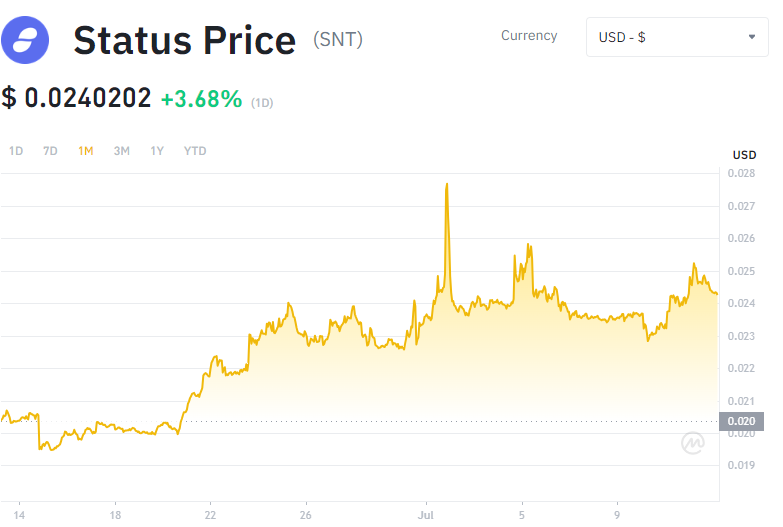 Status Price (SNT)
Currency
USD - $
$ 0.0240202 +3.68% (1D)
1D 7D 1M 3M 1Y YTD
USD
0.028
0.027
0.026
0.025
0.024
0.023
0.022
0.021
0.020
0.020
0.019
14 18 22 26 Jul 5 9